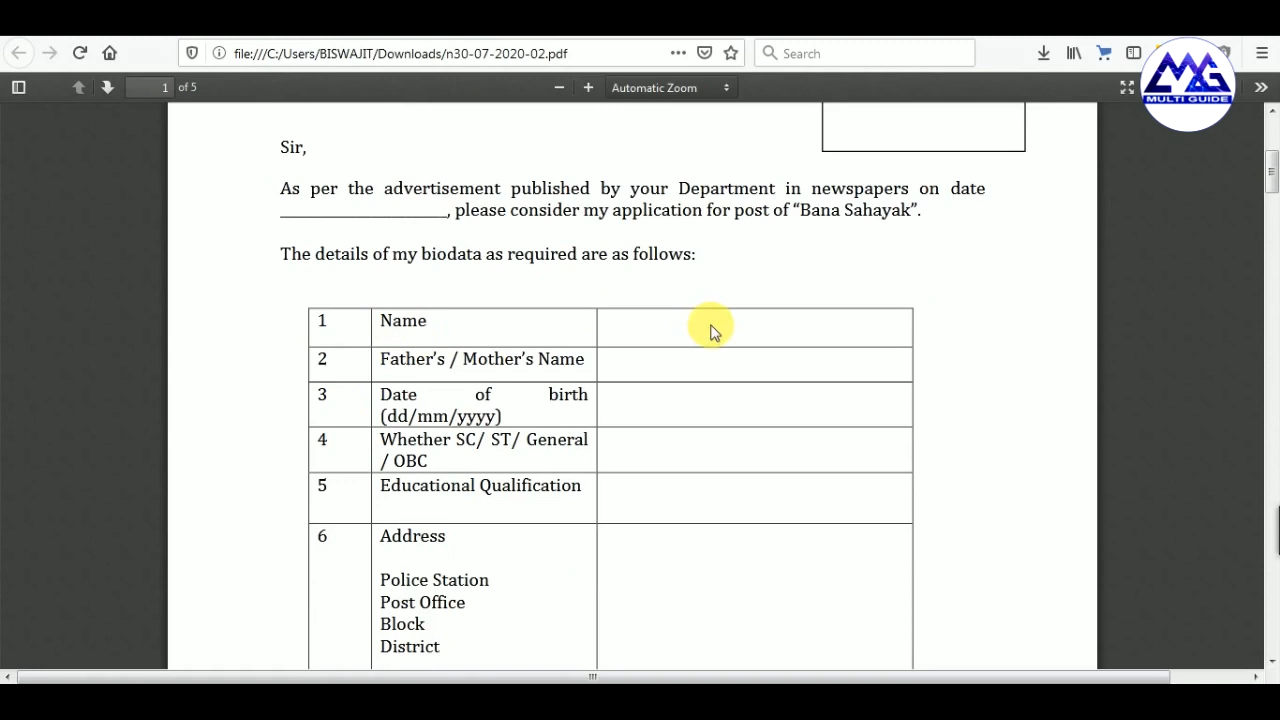 file:///C:/Users/BISWAJIT/Downloads/n30-07-2020-02.pdf
Search
1 of 5
Automatic Zoom
MULTI GUIDE
Sir,
As per the advertisement published by your Department in newspapers on date
____________________, please consider my application for post of “Bana Sahayak”.
The details of my biodata as required are as follows:
1 Name
2 Father’s / Mother’s Name
3 Date of birth
(dd/mm/yyyy)
4 Whether SC/ ST/ General
/ OBC
5 Educational Qualification
6 Address
Police Station
Post Office
Block
District